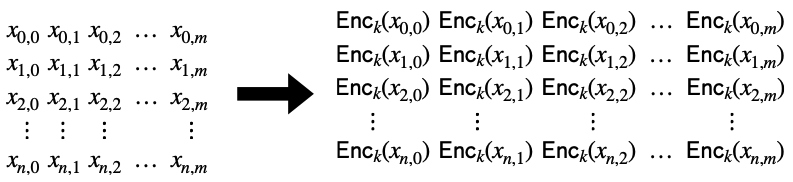 x0,0 x0,1 x0,2 … x0,m
x1,0 x1,1 x1,2 … x1,m
x2,0 x2,1 x2,2 … x2,m
⋮ ⋮ ⋮ ⋮
xn,0 xn,1 xn,2 … xn,m
Enck(x0,0) Enck(x0,1) Enck(x0,2) … Enck(x0,m)
Enck(x1,0) Enck(x1,1) Enck(x1,2) … Enck(x1,m)
Enck(x2,0) Enck(x2,1) Enck(x2,2) … Enck(x2,m)
⋮ ⋮ ⋮ ⋮
Enck(xn,0) Enck(xn,1) Enck(xn,2) … Enck(xn,m)